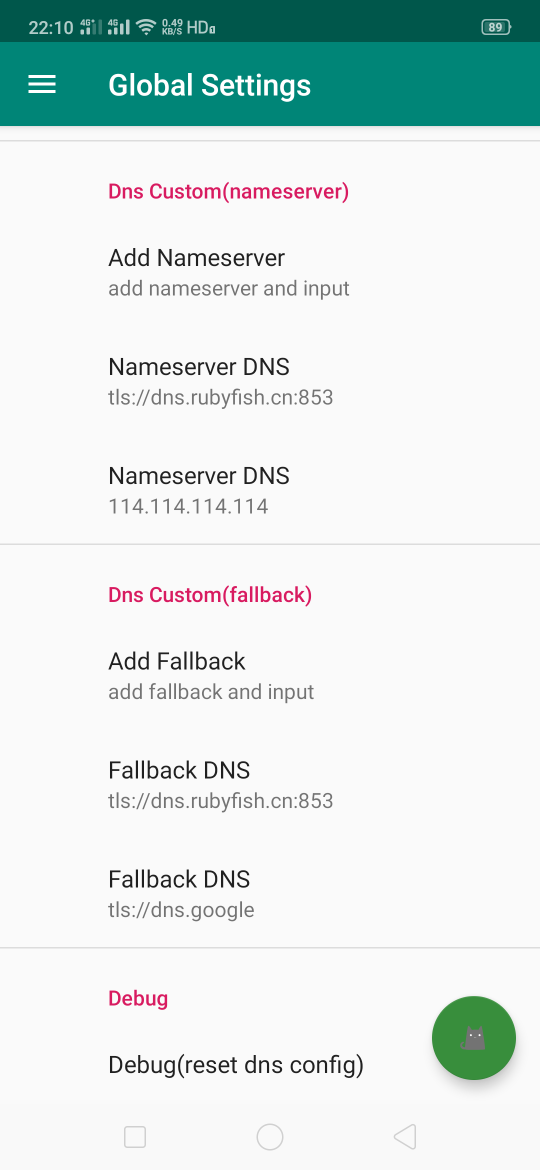 22:10 4G+ 4G 0.49 KB/S HD 89
Global Settings
Dns Custom(nameserver)
Add Nameserver
add nameserver and input
Nameserver DNS
tls://dns.rubyfish.cn:853
Nameserver DNS
114.114.114.114
Dns Custom(fallback)
Add Fallback
add fallback and input
Fallback DNS
tls://dns.rubyfish.cn:853
Fallback DNS
tls://dns.google
Debug
Debug(reset dns config)